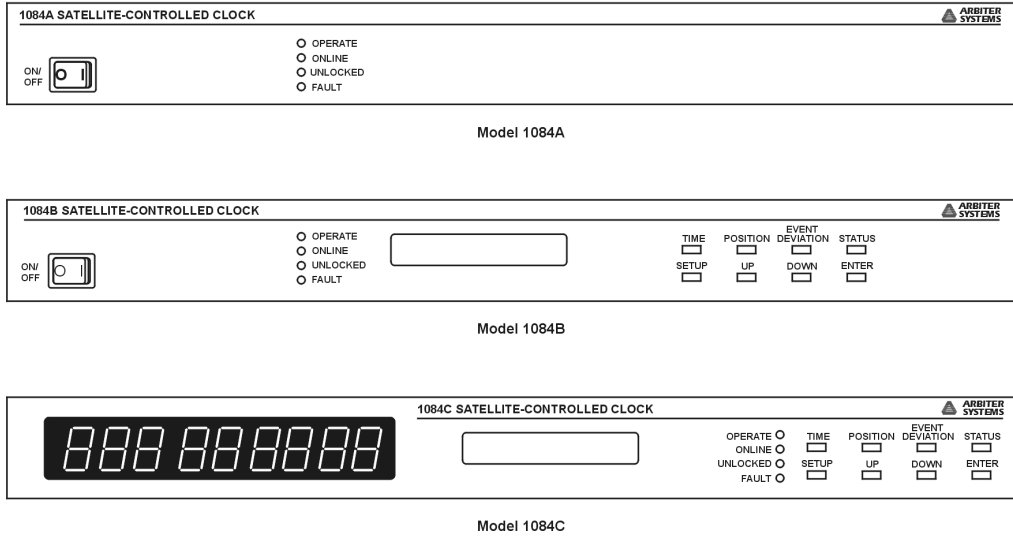 1084A SATELLITE-CONTROLLED CLOCK
ARBITER
SYSTEMS
ON/
OFF
O I
OPERATE
ONLINE
UNLOCKED
FAULT
Model 1084A
1084B SATELLITE-CONTROLLED CLOCK
ARBITER
SYSTEMS
ON/
OFF
O I
OPERATE
ONLINE
UNLOCKED
FAULT
TIME POSITION EVENT DEVIATION STATUS
SETUP UP DOWN ENTER
Model 1084B
1084C SATELLITE-CONTROLLED CLOCK
ARBITER
SYSTEMS
888 888888
OPERATE
ONLINE
UNLOCKED
FAULT
TIME POSITION EVENT DEVIATION STATUS
SETUP UP DOWN ENTER
Model 1084C